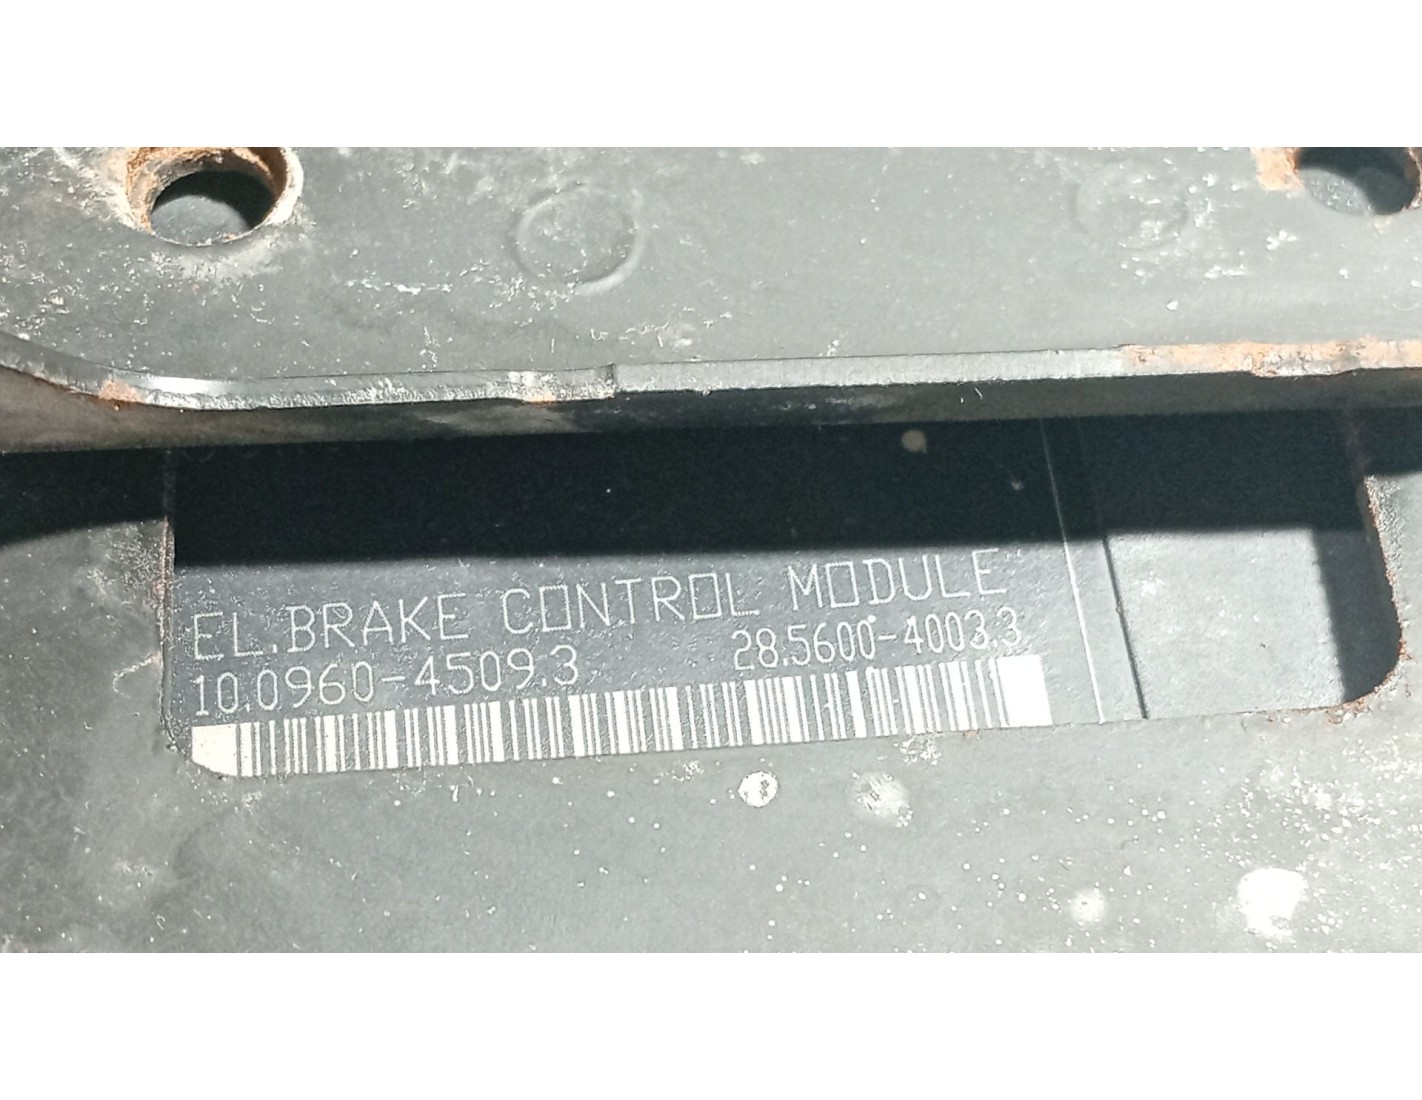 EL.BRAKE CONTROL MODULE
10.0960-4509.3 28.5600-4003.3